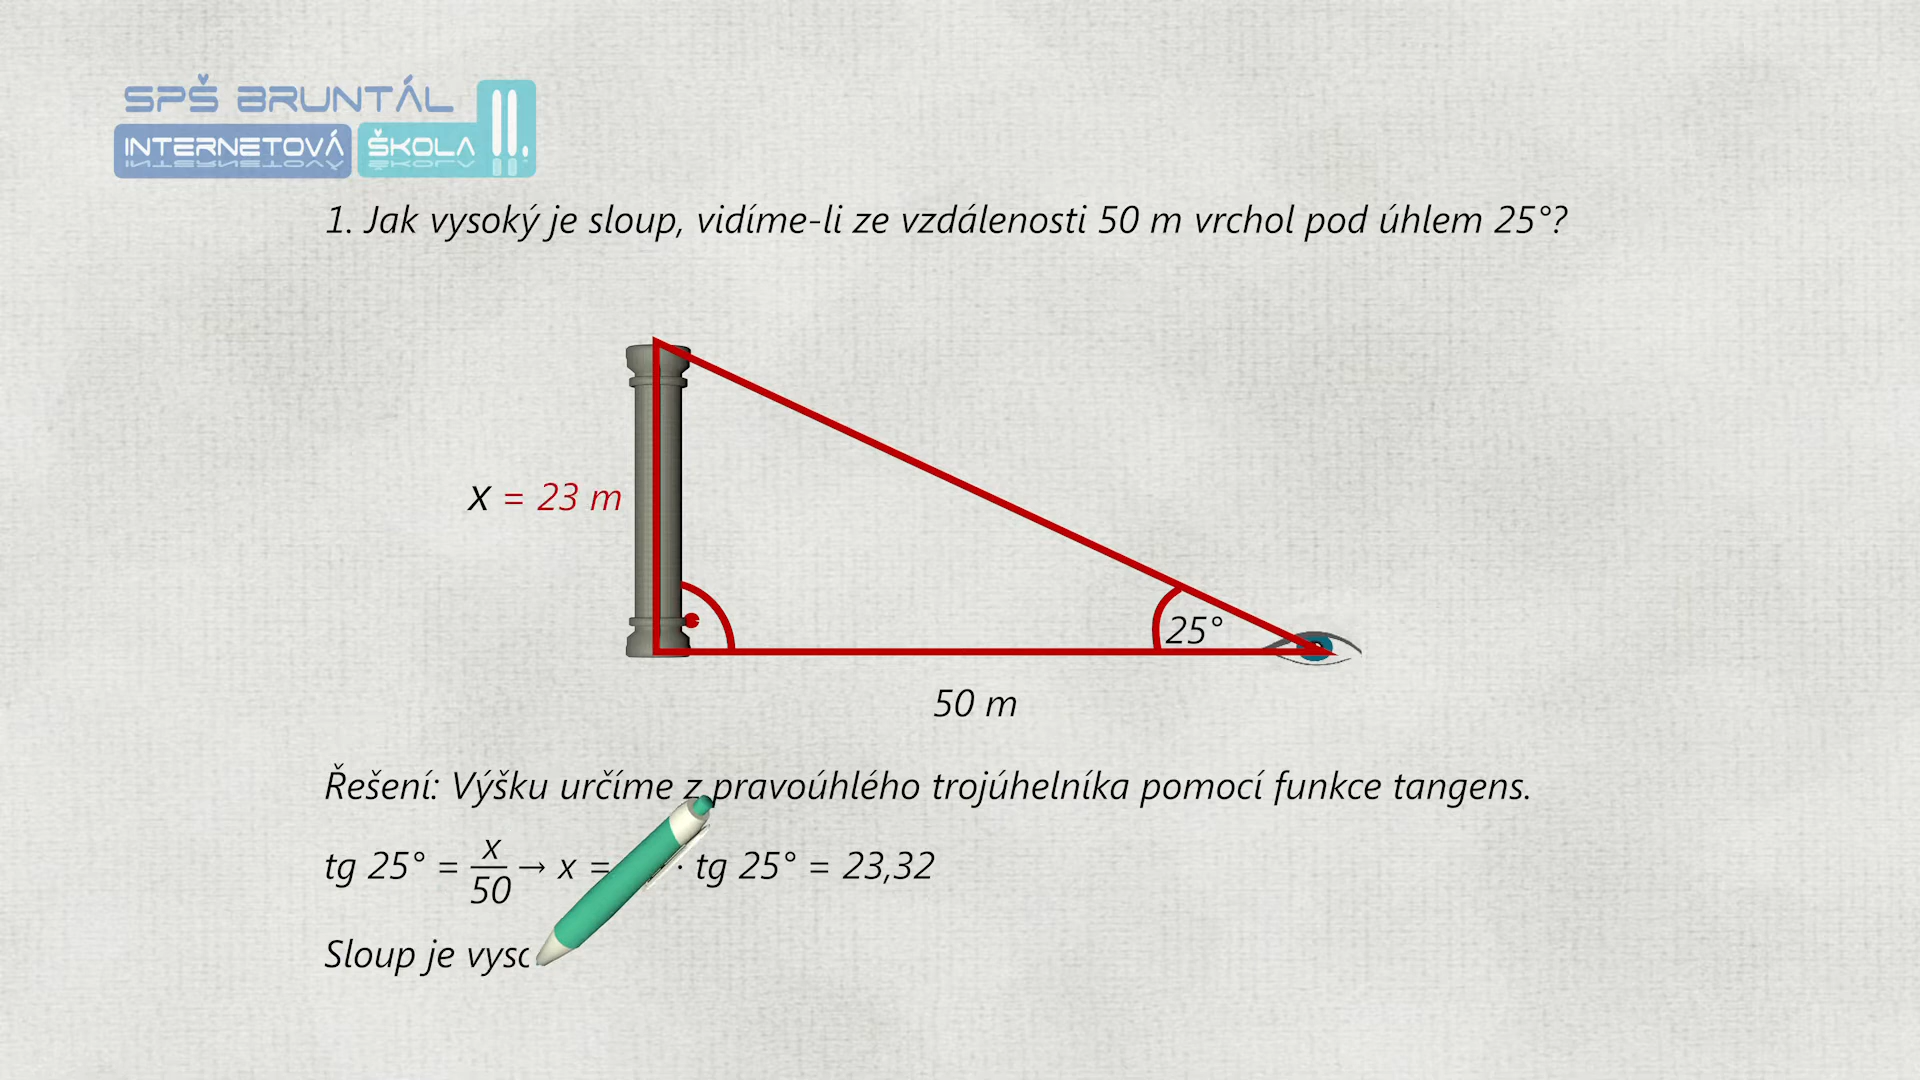 SPŠ BRUNTÁL
INTERNETOVÁ ŠKOLA II.
1. Jak vysoký je sloup, vidíme-li ze vzdálenosti 50 m vrchol pod úhlem 25°?
x = 23 m
25°
50 m
Řešení: Výšku určíme z pravoúhlého trojúhelníka pomocí funkce tangens.
tg 25° = x/50 → x = · tg 25° = 23,32
Sloup je